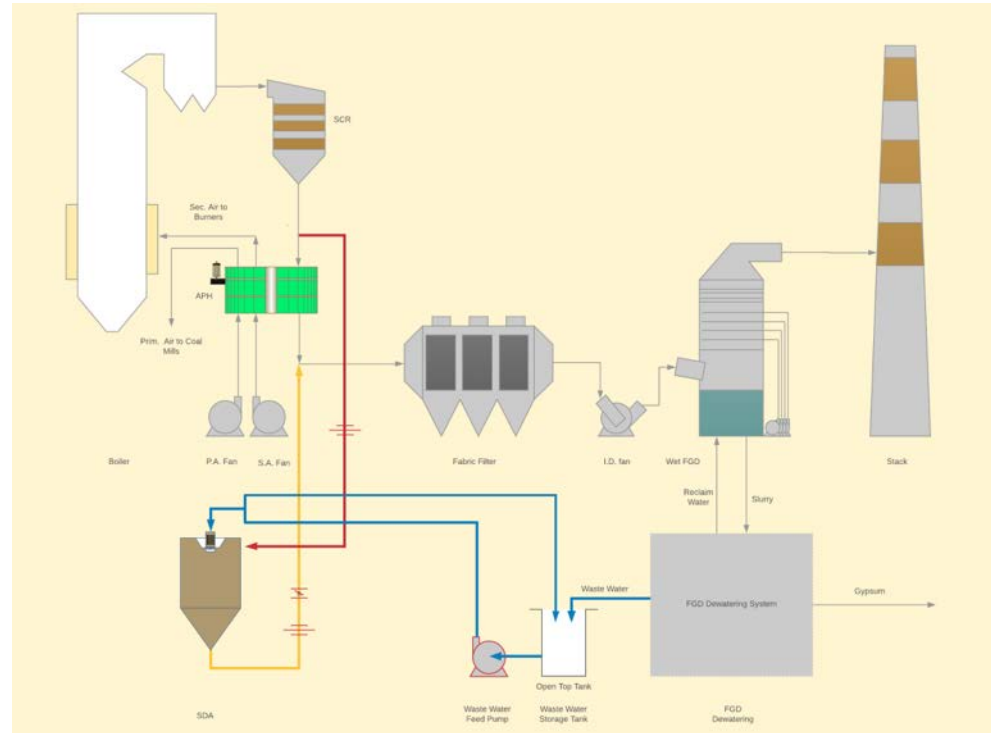 SCR
Sec. Air to
Burners
APH
Prim. Air to Coal
Mills
Boiler
P.A. Fan
S.A. Fan
Fabric Filter
I.D. fan
Wet FGD
Stack
Reclaim
Water
Slurry
Waste Water
FGD Dewatering System
Gypsum
Open Top Tank
SDA
Waste Water
Feed Pump
Waste Water
Storage Tank
FGD
Dewatering